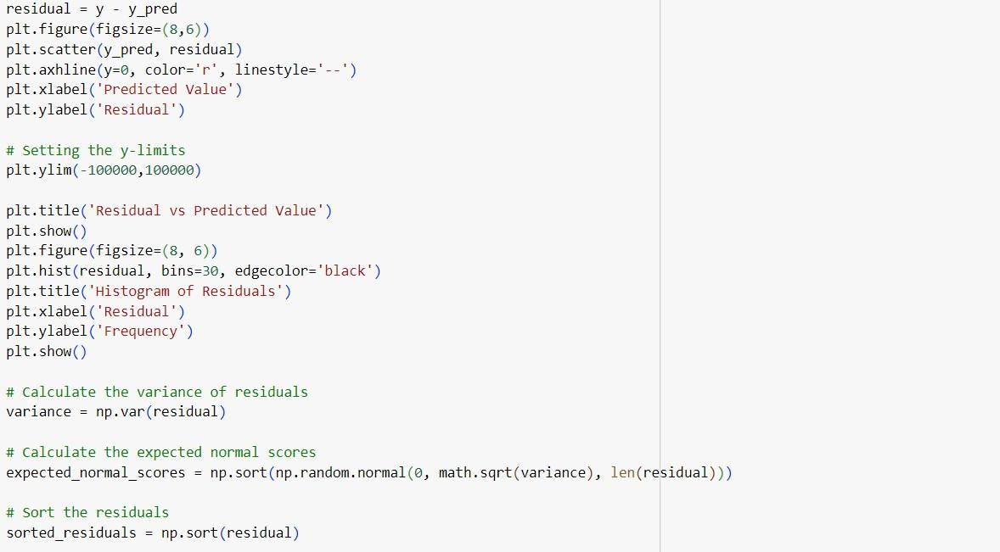 residual = y - y_pred
plt.figure(figsize=(8,6))
plt.scatter(y_pred, residual)
plt.axhline(y=0, color='r', linestyle='--')
plt.xlabel('Predicted Value')
plt.ylabel('Residual')
# Setting the y-limits
plt.ylim(-100000,100000)
plt.title('Residual vs Predicted Value')
plt.show()
plt.figure(figsize=(8, 6))
plt.hist(residual, bins=30, edgecolor='black')
plt.title('Histogram of Residuals')
plt.xlabel('Residual')
plt.ylabel('Frequency')
plt.show()
# Calculate the variance of residuals
variance = np.var(residual)
# Calculate the expected normal scores
expected_normal_scores = np.sort(np.random.normal(0, math.sqrt(variance), len(residual)))
# Sort the residuals
sorted_residuals = np.sort(residual)